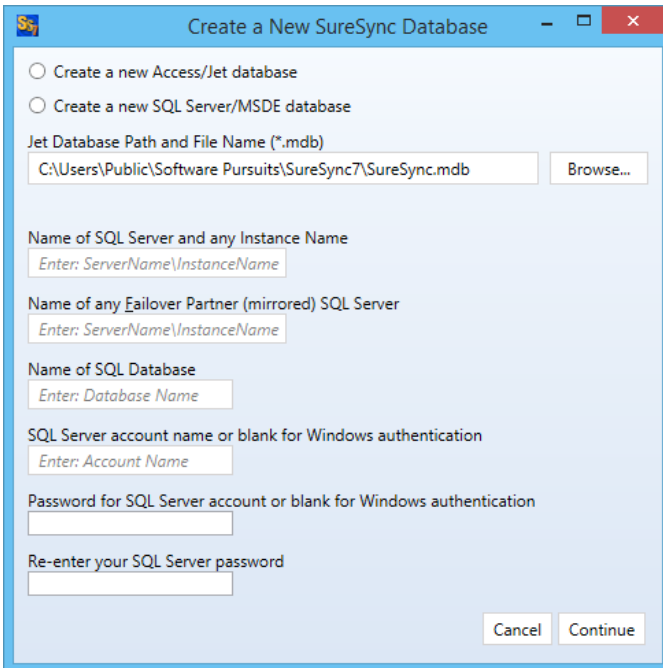 SS7
Create a New SureSync Database
Create a new Access/Jet database
Create a new SQL Server/MSDE database
Jet Database Path and File Name (*.mdb)
C:\Users\Public\Software Pursuits\SureSync7\SureSync.mdb
Browse...
Name of SQL Server and any Instance Name
Enter: ServerName\InstanceName
Name of any Failover Partner (mirrored) SQL Server
Enter: ServerName\InstanceName
Name of SQL Database
Enter: Database Name
SQL Server account name or blank for Windows authentication
Enter: Account Name
Password for SQL Server account or blank for Windows authentication
Re-enter your SQL Server password
Cancel
Continue